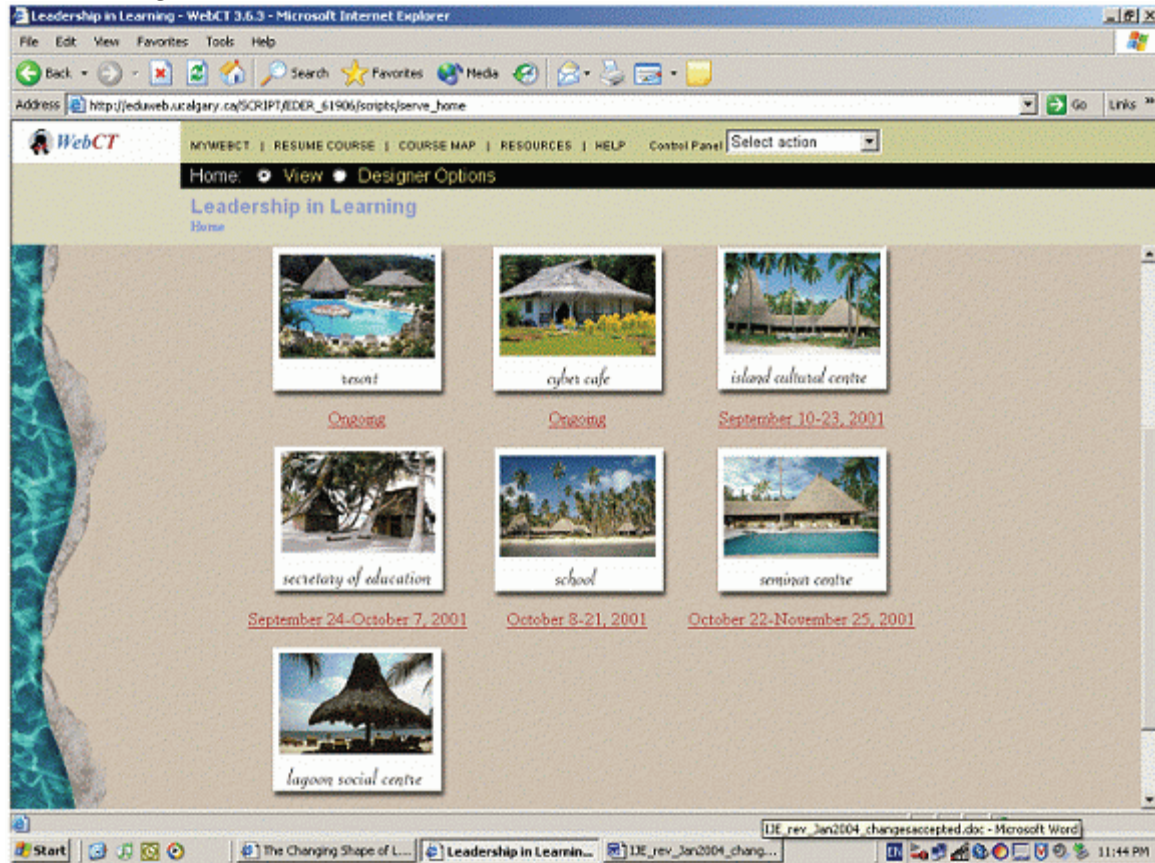 Leadership in Learning - WebCT 3.6.3 - Microsoft Internet Explorer
File Edit View Favorites Tools Help
Back Search Favorites Media
Address http://eduweb.ucalgary.ca/SCRIPT/EDER_61906/scripts/serve_home Go Links »
WebCT MYWEBCT | RESUME COURSE | COURSE MAP | RESOURCES | HELP Control Panel Select action
Home: View Designer Options
Leadership in Learning
Home
resort cyber cafe island cultural centre
Ongoing Ongoing September 10-23, 2001
secretary of education school seminar centre
September 24-October 7, 2001 October 8-21, 2001 October 22-November 25, 2001
lagoon social centre
IJE_rev_Jan2004_changesaccepted.doc - Microsoft Word
Start The Changing Shape of L... Leadership in Learnin... IJE_rev_Jan2004_chang... EN 11:44 PM